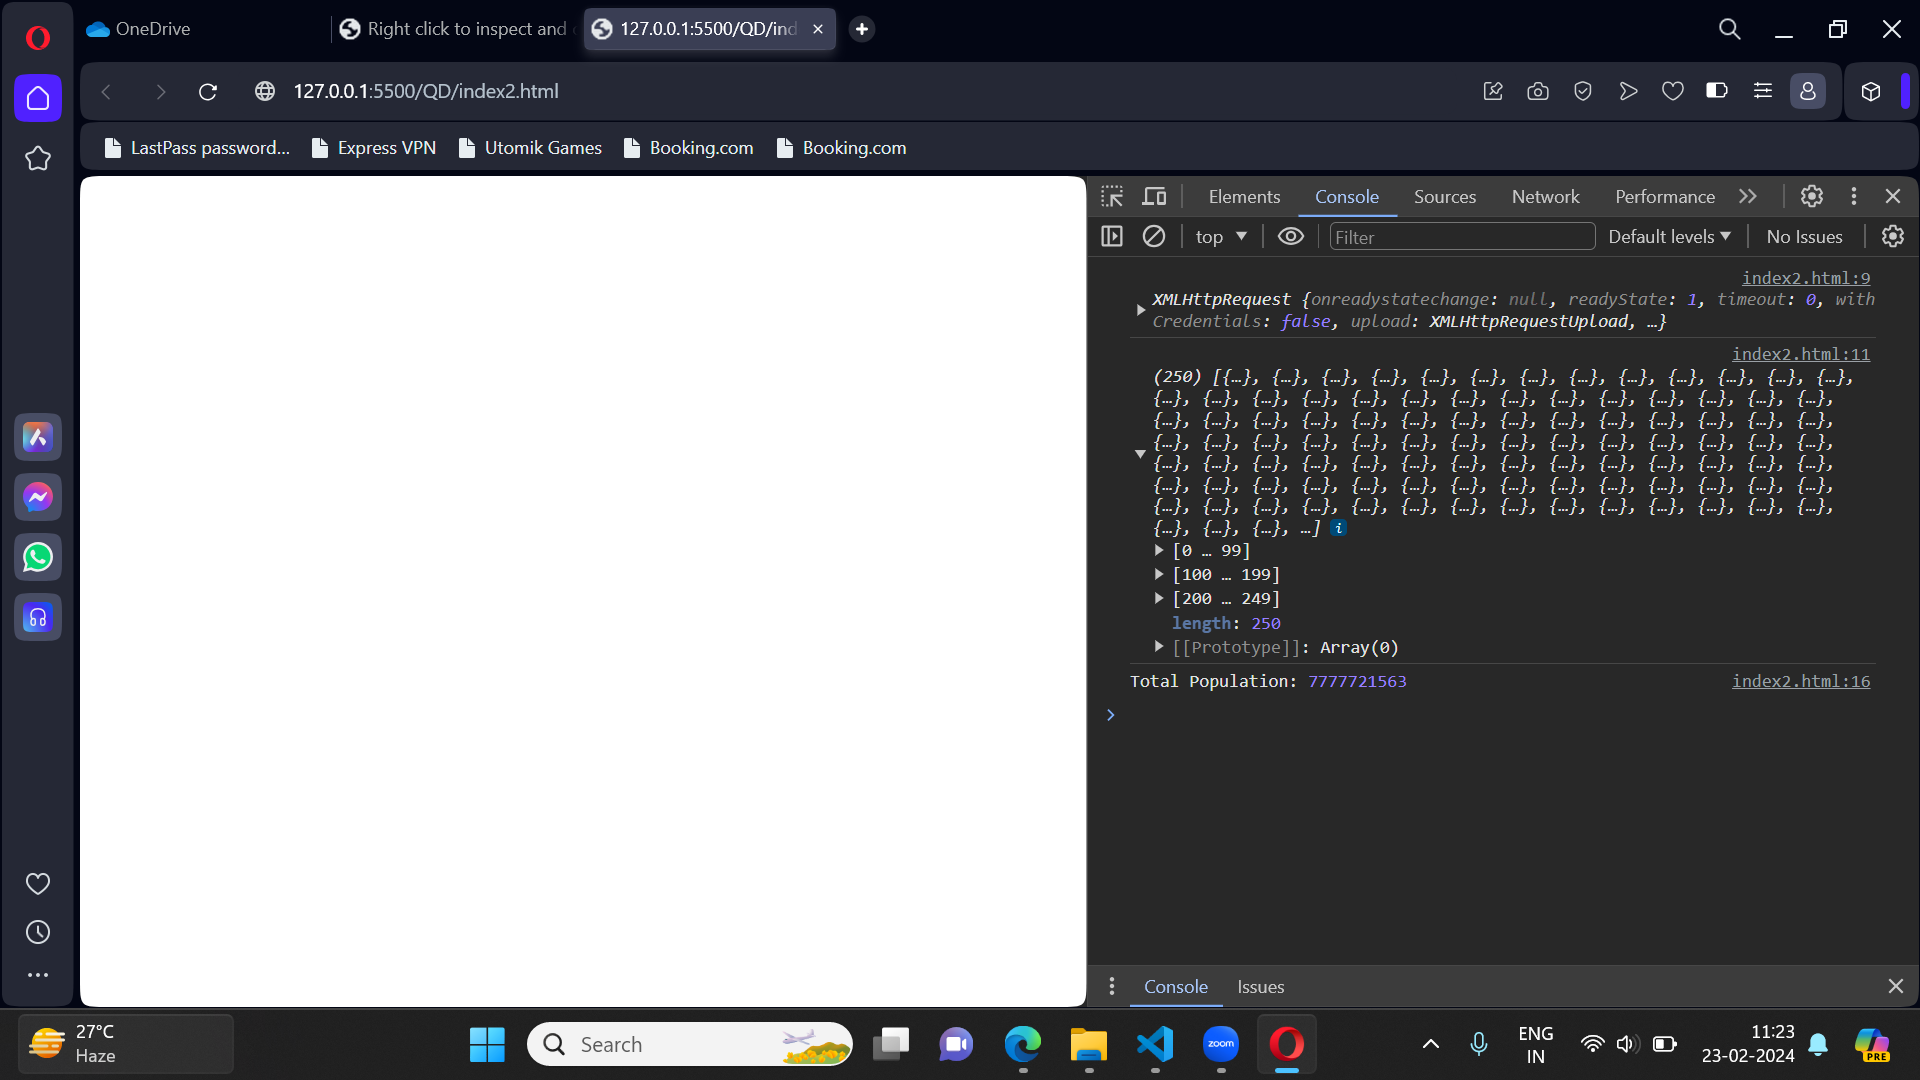 OneDrive
Right click to inspect and
127.0.0.1:5500/QD/ind
127.0.0.1:5500/QD/index2.html
LastPass password...
Express VPN
Utomik Games
Booking.com
Booking.com
Elements
Console
Sources
Network
Performance
top
Filter
Default levels
No Issues
index2.html:9
XMLHttpRequest {onreadystatechange: null, readyState: 1, timeout: 0, with
Credentials: false, upload: XMLHttpRequestUpload, …}
index2.html:11
(250) [{…}, {…}, {…}, {…}, {…}, {…}, {…}, {…}, {…}, {…}, {…}, {…}, {…},
{…}, {…}, {…}, {…}, {…}, {…}, {…}, {…}, {…}, {…}, {…}, {…}, {…}, {…},
{…}, {…}, {…}, {…}, {…}, {…}, {…}, {…}, {…}, {…}, {…}, {…}, {…}, {…},
{…}, {…}, {…}, {…}, {…}, {…}, {…}, {…}, {…}, {…}, {…}, {…}, {…}, {…},
{…}, {…}, {…}, {…}, {…}, {…}, {…}, {…}, {…}, {…}, {…}, {…}, {…}, {…},
{…}, {…}, {…}, {…}, {…}, {…}, {…}, {…}, {…}, {…}, {…}, {…}, {…}, {…},
{…}, {…}, {…}, {…}, {…}, {…}, {…}, {…}, {…}, {…}, {…}, {…}, {…}, {…},
{…}, {…}, {…}, …] i
[0 … 99]
[100 … 199]
[200 … 249]
length: 250
[[Prototype]]: Array(0)
Total Population: 7777721563
index2.html:16
Console
Issues
27°C
Haze
Search
zoom
ENG
IN
11:23
23-02-2024
PRE